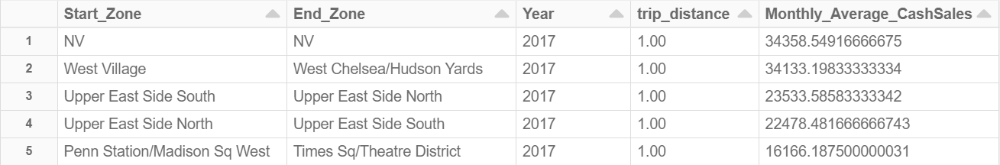 Start_Zone End_Zone Year trip_distance Monthly_Average_CashSales
1 NV NV 2017 1.00 34358.54916666675
2 West Village West Chelsea/Hudson Yards 2017 1.00 34133.19833333334
3 Upper East Side South Upper East Side North 2017 1.00 23533.58583333342
4 Upper East Side North Upper East Side South 2017 1.00 22478.481666666743
5 Penn Station/Madison Sq West Times Sq/Theatre District 2017 1.00 16166.187500000031